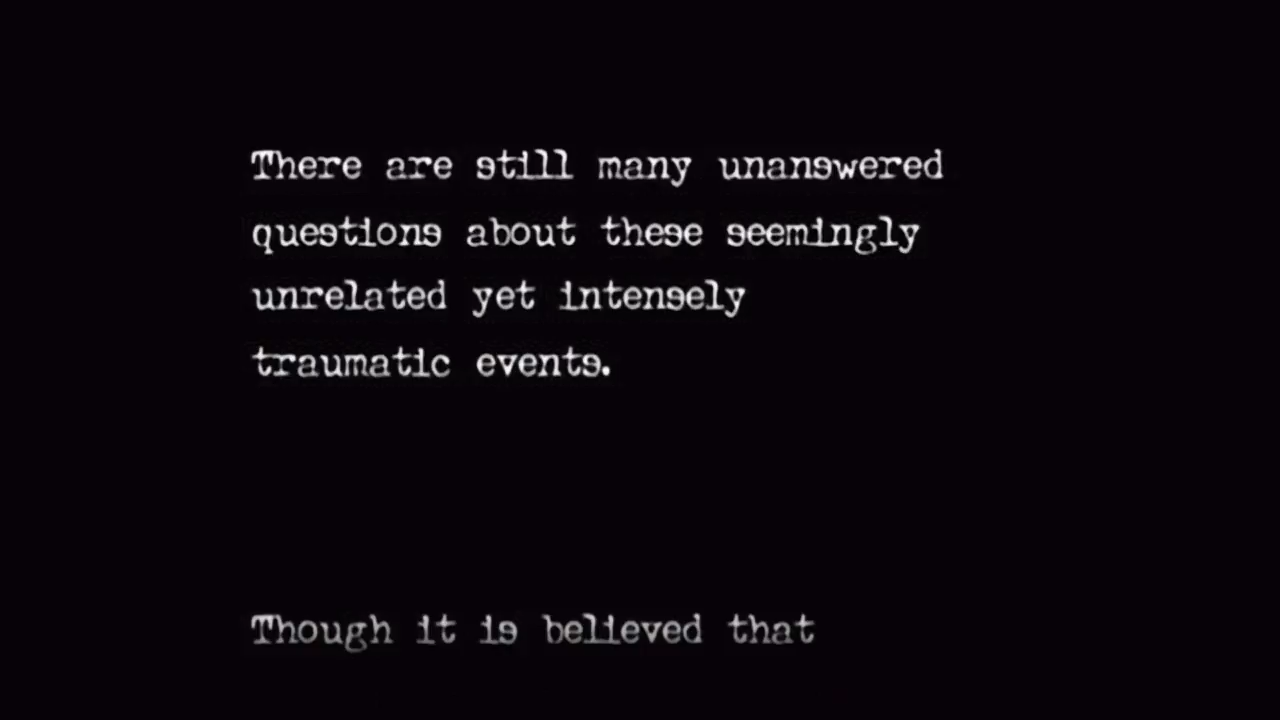 There are still many unanswered
questions about these seemingly
unrelated yet intensely
traumatic events.
Though it is believed that